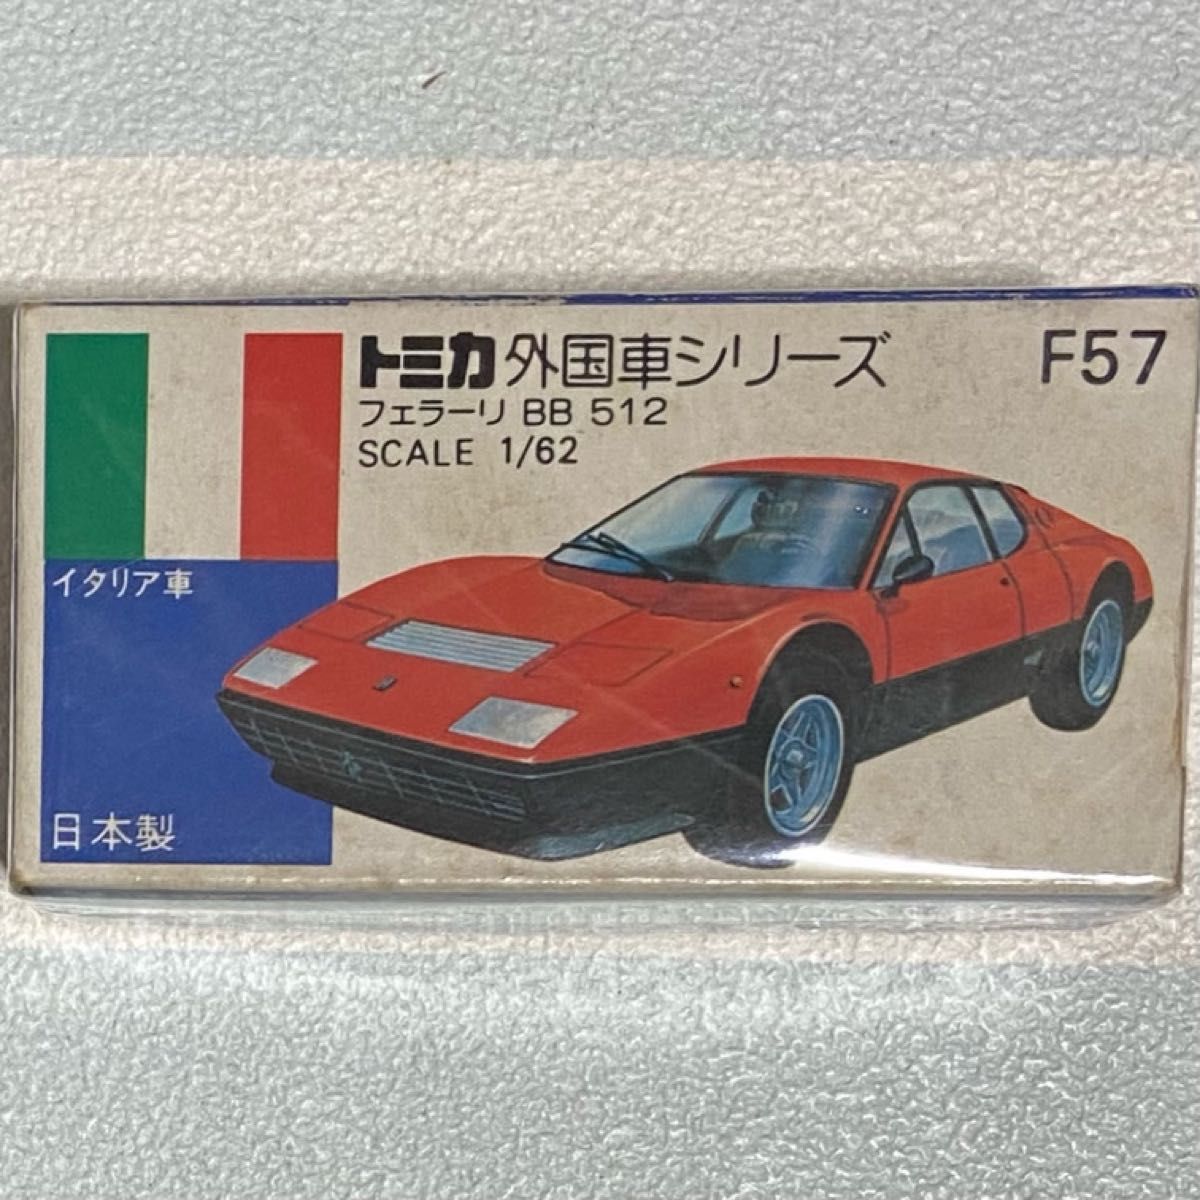 トミカ 外国車シリーズ F57
フェラーリ BB 512
SCALE 1/62
イタリア車
日本製